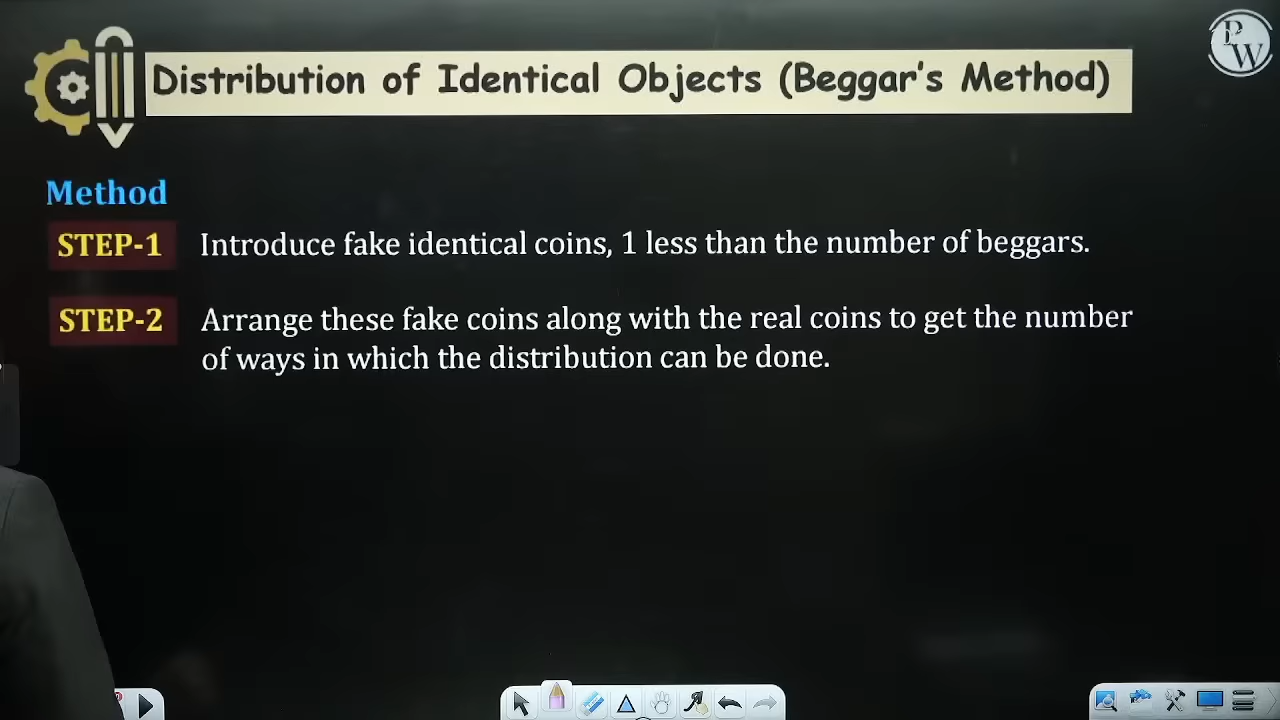 Distribution of Identical Objects (Beggar's Method)
PW
Method
STEP-1 Introduce fake identical coins, 1 less than the number of beggars.
STEP-2 Arrange these fake coins along with the real coins to get the number
of ways in which the distribution can be done.